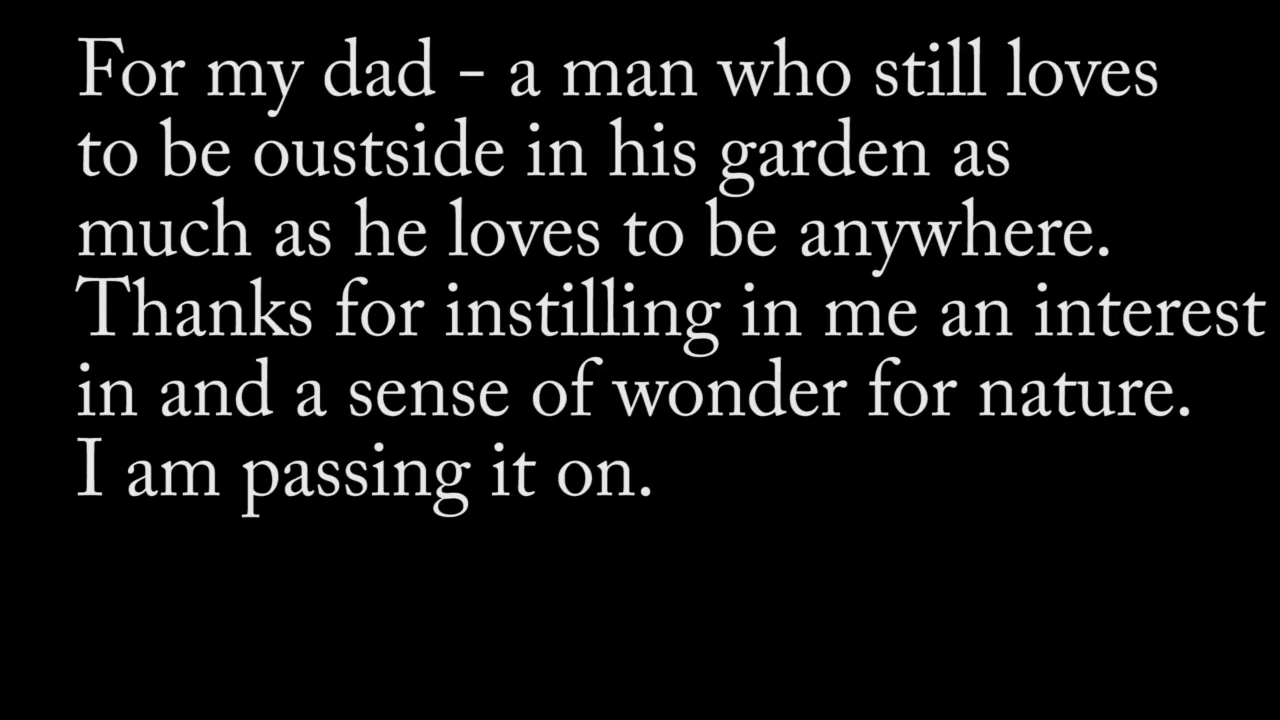 For my dad - a man who still loves
to be oustside in his garden as
much as he loves to be anywhere.
Thanks for instilling in me an interest
in and a sense of wonder for nature.
I am passing it on.